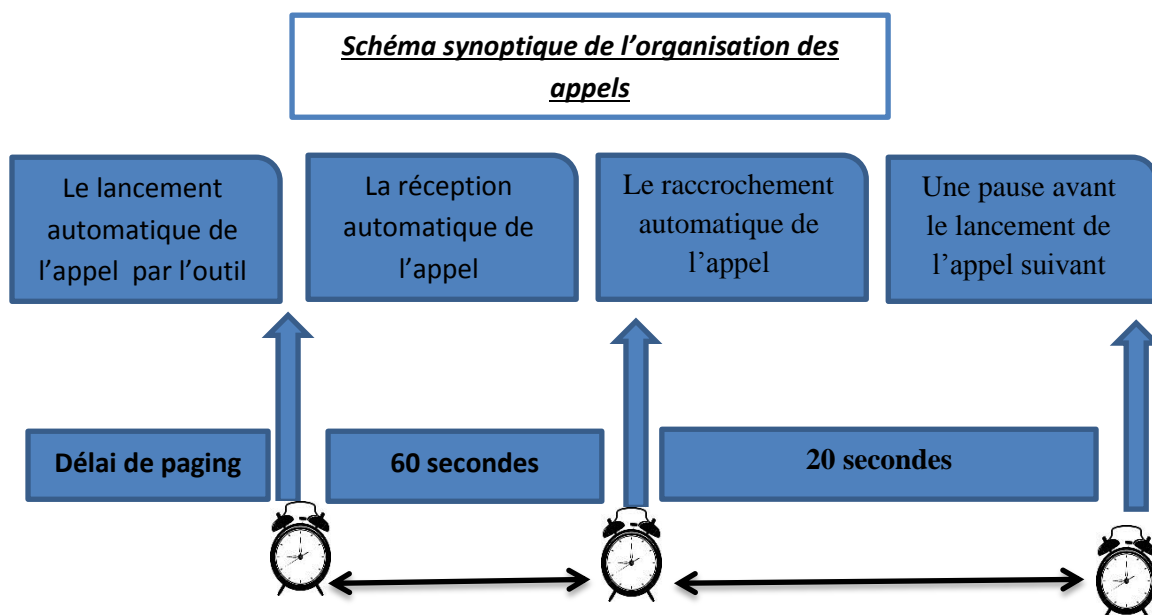 Schéma synoptique de l'organisation des
appels
Le lancement
automatique de
l'appel par l'outil
La réception
automatique de
l'appel
Le raccrochement
automatique de
l'appel
Une pause avant
le lancement de
l'appel suivant
Délai de paging
60 secondes
20 secondes